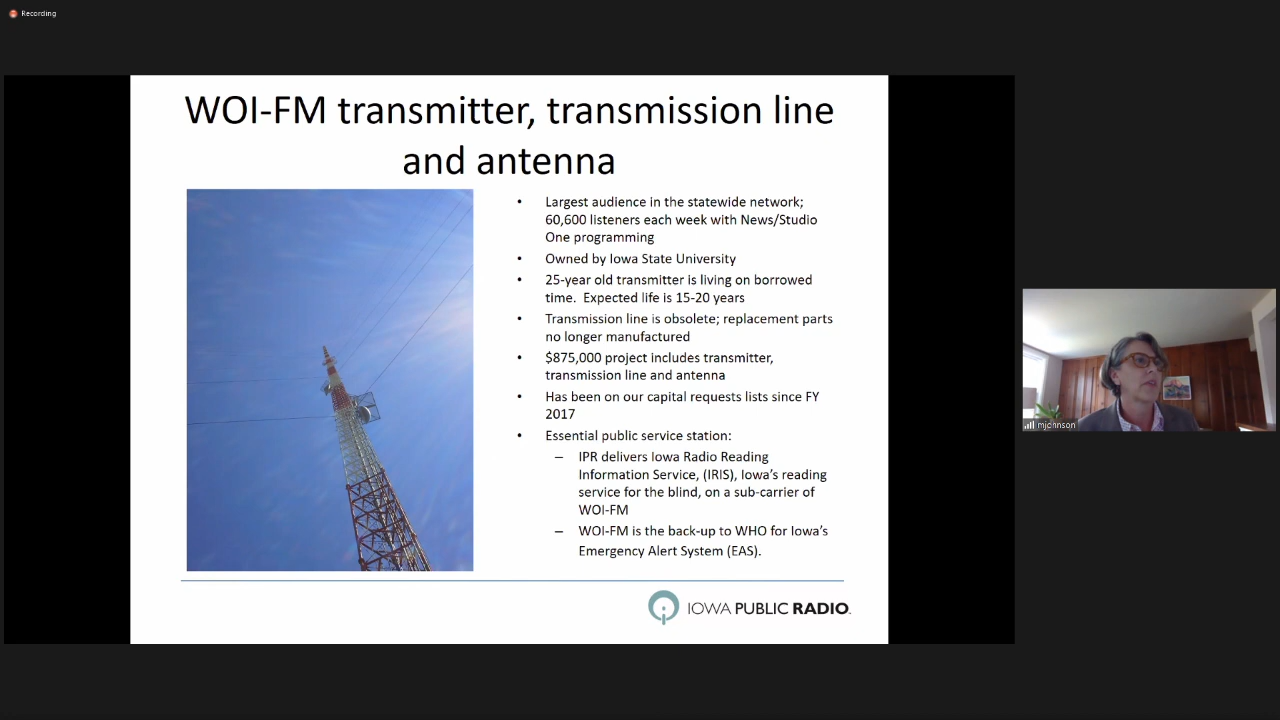 Recording
WOI-FM transmitter, transmission line
and antenna
• Largest audience in the statewide network;
60,600 listeners each week with News/Studio
One programming
• Owned by Iowa State University
• 25-year old transmitter is living on borrowed
time. Expected life is 15-20 years
• Transmission line is obsolete; replacement parts
no longer manufactured
• $875,000 project includes transmitter,
transmission line and antenna
• Has been on our capital requests lists since FY
2017
• Essential public service station:
– IPR delivers Iowa Radio Reading
Information Service, (IRIS), Iowa's reading
service for the blind, on a sub-carrier of
WOI-FM
– WOI-FM is the back-up to WHO for Iowa's
Emergency Alert System (EAS).
IOWA PUBLIC RADIO.
mjohnson